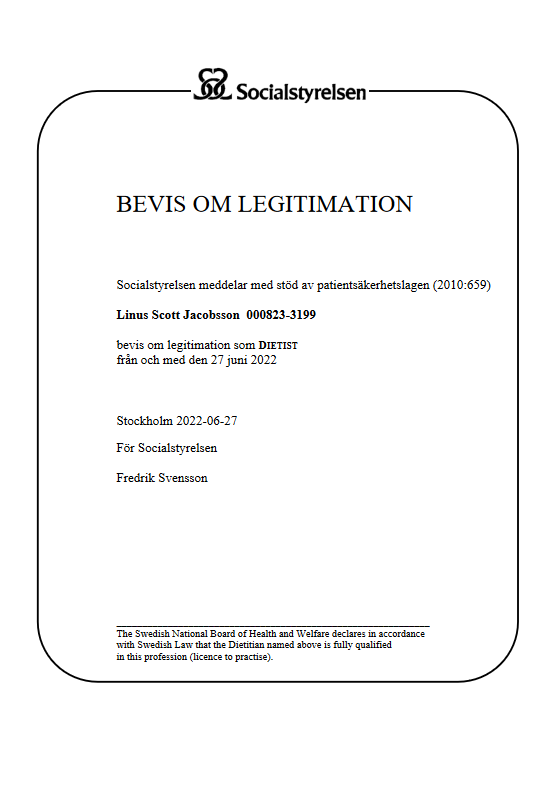 Socialstyrelsen
BEVIS OM LEGITIMATION
Socialstyrelsen meddelar med stöd av patientsäkerhetslagen (2010:659)
Linus Scott Jacobsson 000823-3199
bevis om legitimation som DIETIST
från och med den 27 juni 2022
Stockholm 2022-06-27
För Socialstyrelsen
Fredrik Svensson
The Swedish National Board of Health and Welfare declares in accordance
with Swedish Law that the Dietitian named above is fully qualified
in this profession (licence to practise).